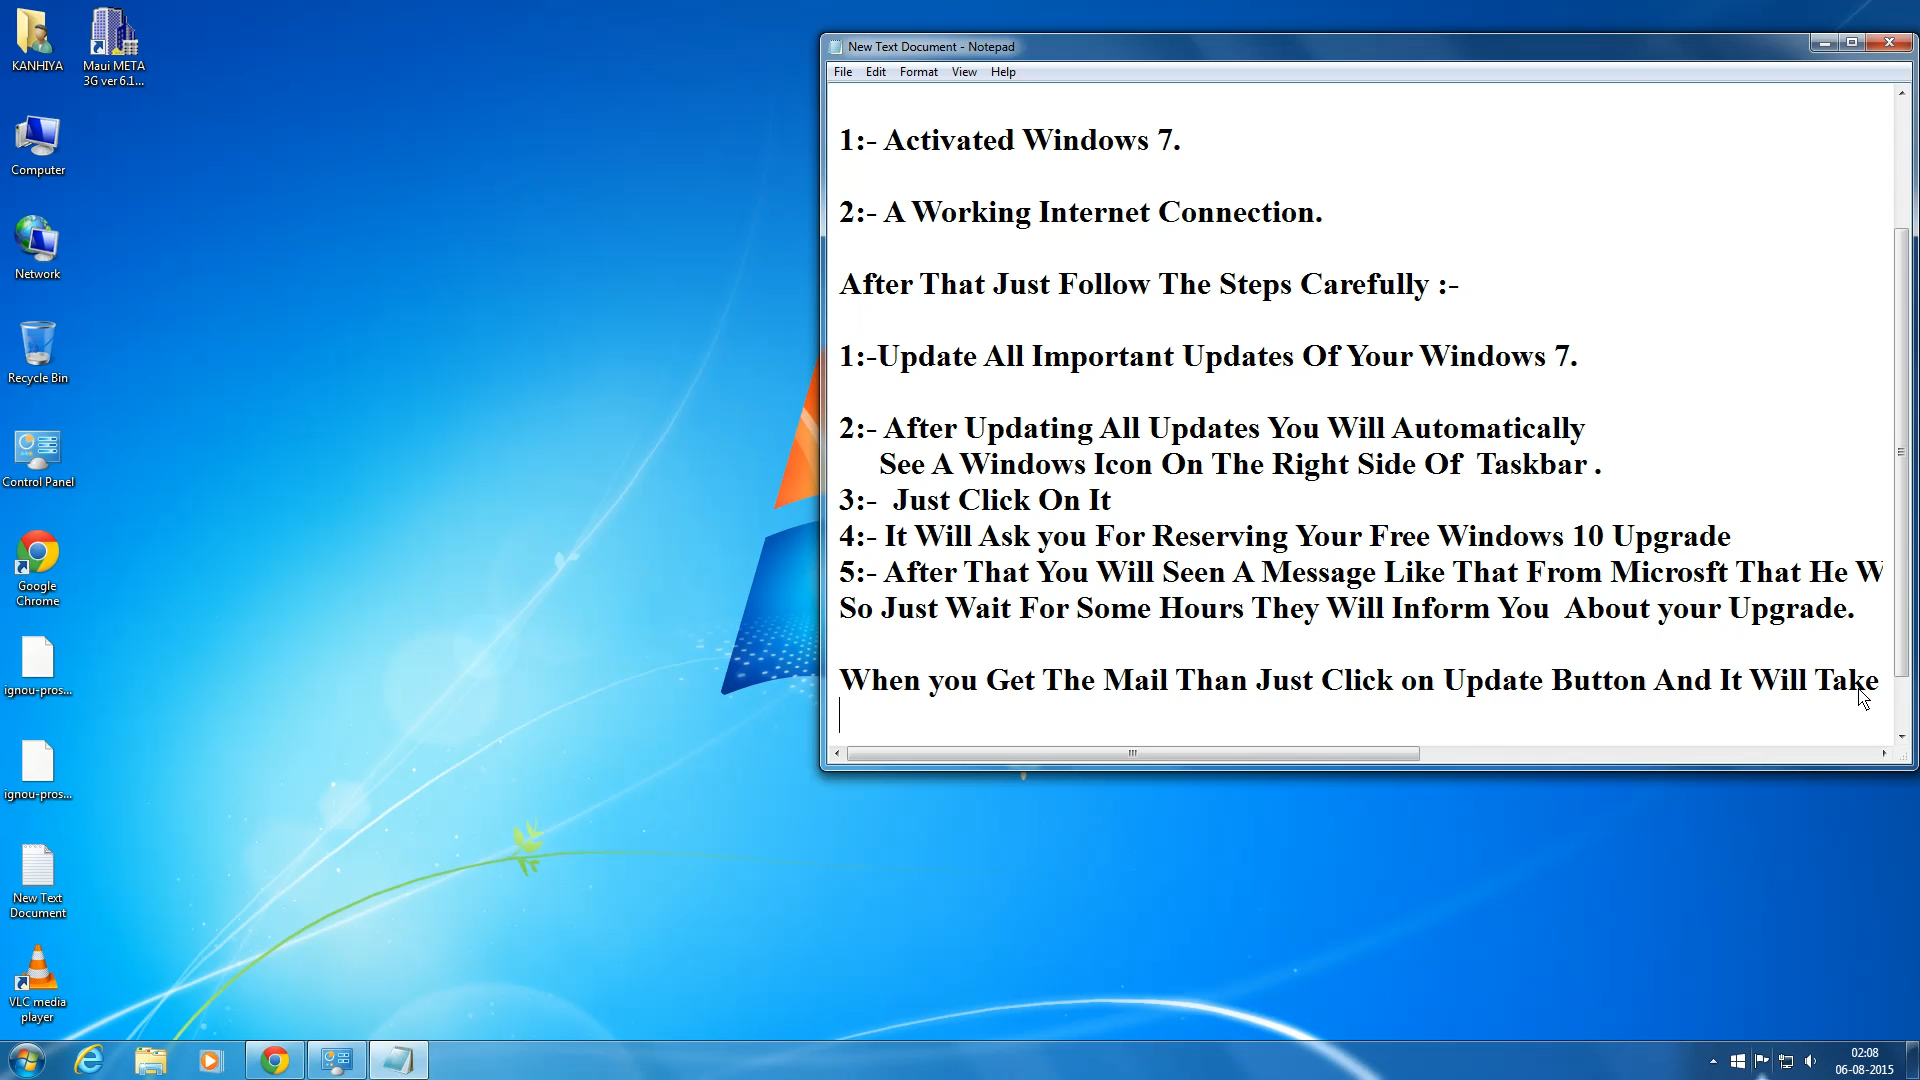 KANHIYA
Maui META
3G ver 6.1...
Computer
Network
Recycle Bin
Control Panel
Google
Chrome
ignou-pros...
ignou-pros...
New Text
Document
VLC media
player
New Text Document - Notepad
File Edit Format View Help
1:- Activated Windows 7.
2:- A Working Internet Connection.
After That Just Follow The Steps Carefully :-
1:-Update All Important Updates Of Your Windows 7.
2:- After Updating All Updates You Will Automatically
See A Windows Icon On The Right Side Of  Taskbar .
3:-  Just Click On It
4:- It Will Ask you For Reserving Your Free Windows 10 Upgrade
5:- After That You Will Seen A Message Like That From Microsft That He W
So Just Wait For Some Hours They Will Inform You  About your Upgrade.
When you Get The Mail Than Just Click on Update Button And It Will Take
02:08
06-08-2015